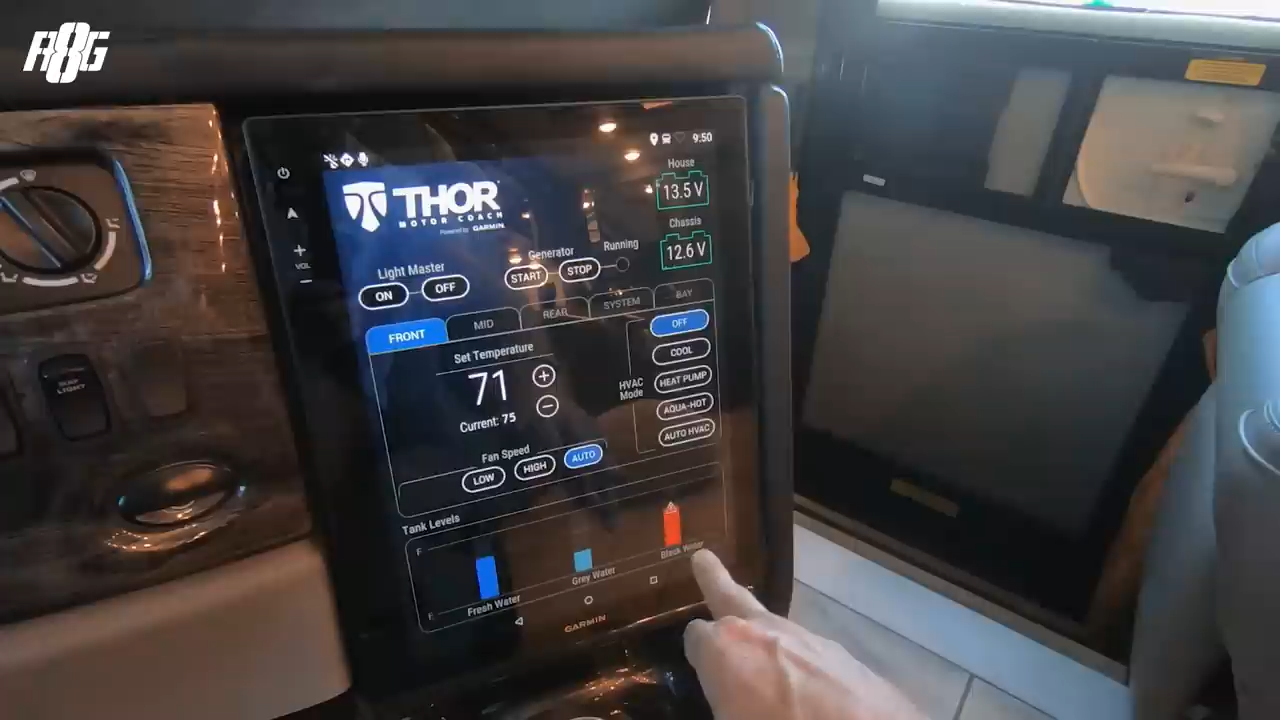 A8G
9:50
House
13.5 V
THOR
MOTOR COACH
Powered by GARMIN
Chassis
12.6 V
Light Master
ON
OFF
Generator
START
STOP
Running
VOL
FRONT
MID
REAR
SYSTEM
BAY
Set Temperature
71
Current: 75
HVAC
Mode
OFF
COOL
HEAT PUMP
AQUA-HOT
AUTO HVAC
Fan Speed
LOW
HIGH
AUTO
Tank Levels
F
E
Fresh Water
Grey Water
Black Water
GARMIN
LIGHT